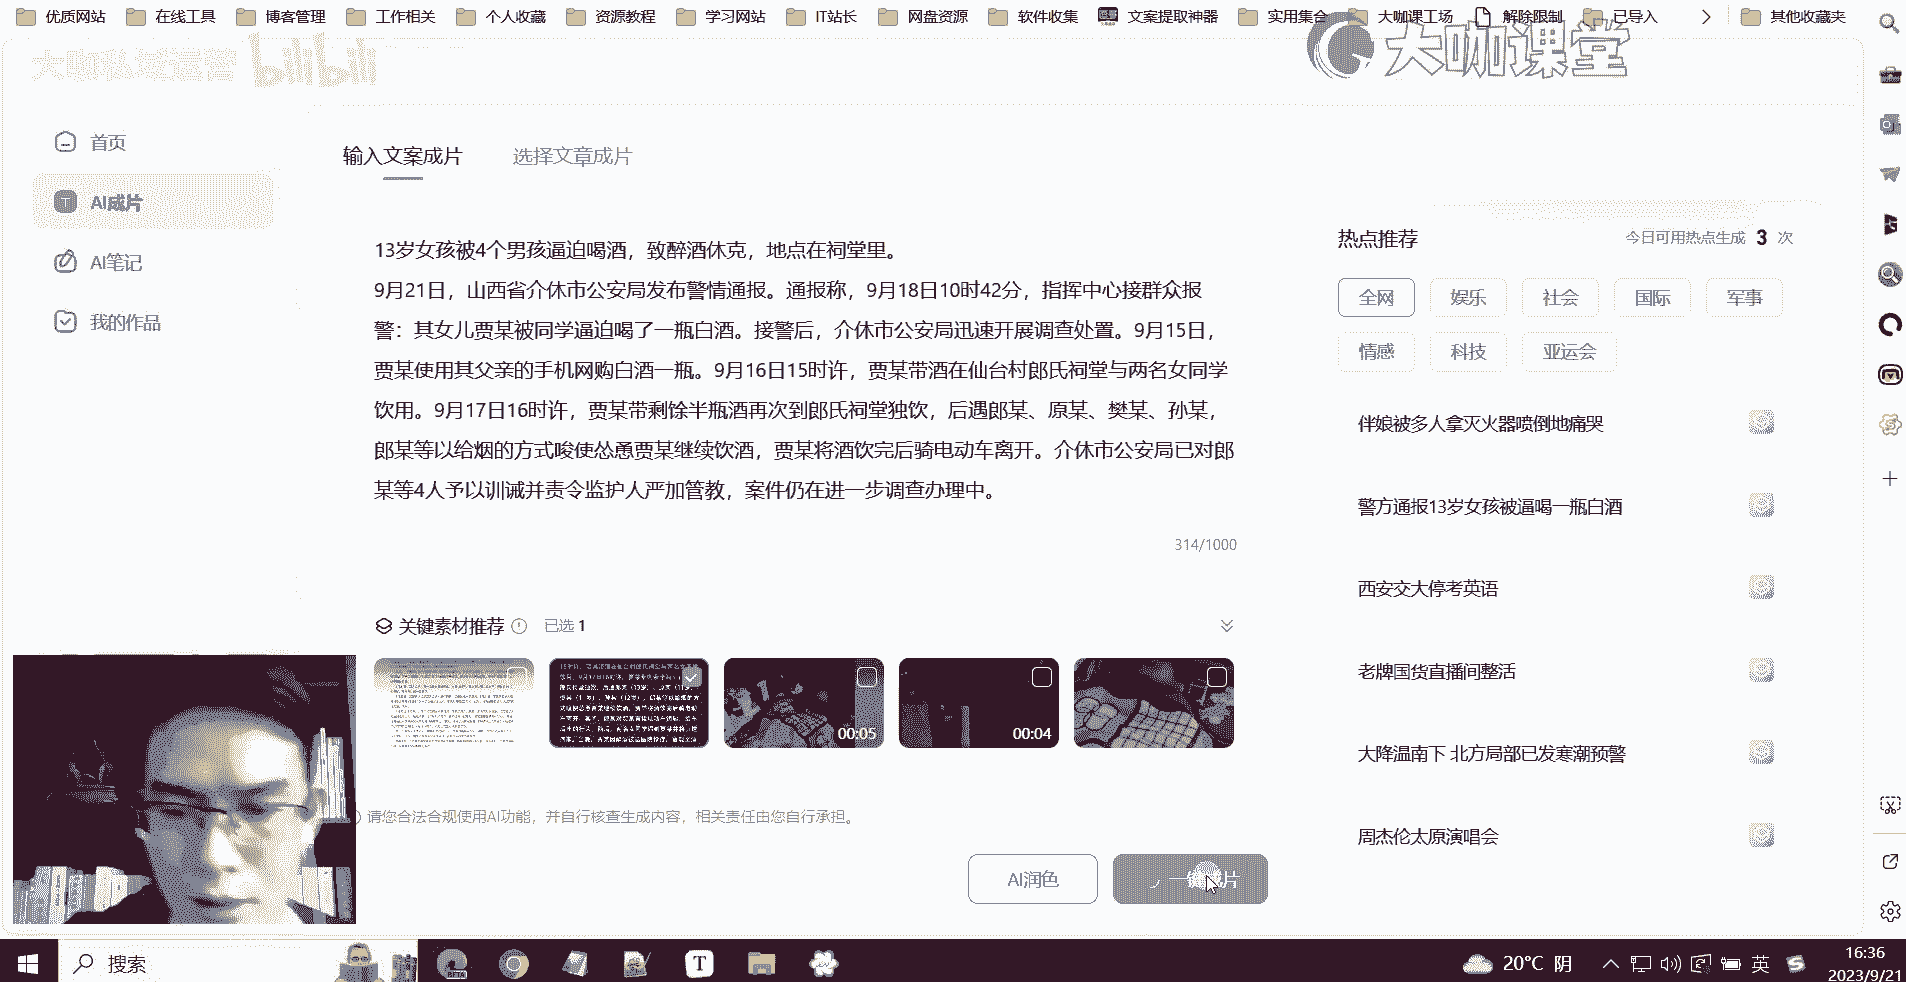 优质网站 在线工具 博客管理 工作相关 个人收藏 资源教程 学习网站 IT站长 网盘资源 软件收集 文案提取神器 实用集合 大咖课工场 解除限制 已导入 其他收藏夹
大咖私域运营 bilibili
大咖课堂
首页
AI成片
AI笔记
我的作品
输入文案成片 选择文章成片
13岁女孩被4个男孩逼迫喝酒，致醉酒休克，地点在祠堂里。
9月21日，山西省介休市公安局发布警情通报。通报称，9月18日10时42分，指挥中心接群众报
警：其女儿贾某被同学逼迫喝了一瓶白酒。接警后，介休市公安局迅速开展调查处置。9月15日，
贾某使用其父亲的手机网购白酒一瓶。9月16日15时许，贾某带酒在仙台村郎氏祠堂与两名女同学
饮用。9月17日16时许，贾某带剩馀半瓶酒再次到郎氏祠堂独饮，后遇郎某、原某、樊某、孙某，
郎某等以给烟的方式唆使怂恿贾某继续饮酒，贾某将酒饮完后骑电动车离开。介休市公安局已对郎
某等4人予以训诫并责令监护人严加管教，案件仍在进一步调查办理中。
314/1000
关键素材推荐 已选 1
00:05
00:04
请您合法合规使用AI功能，并自行核查生成内容，相关责任由您自行承担。
AI润色
热点推荐 今日可用热点生成 3 次
全网 娱乐 社会 国际 军事
情感 科技 亚运会
伴娘被多人拿灭火器喷倒地痛哭
警方通报13岁女孩被逼喝一瓶白酒
西安交大停考英语
老牌国货直播间整活
大降温南下 北方局部已发寒潮预警
周杰伦太原演唱会
搜索
20°C 阴
英
16:36
2023/9/21